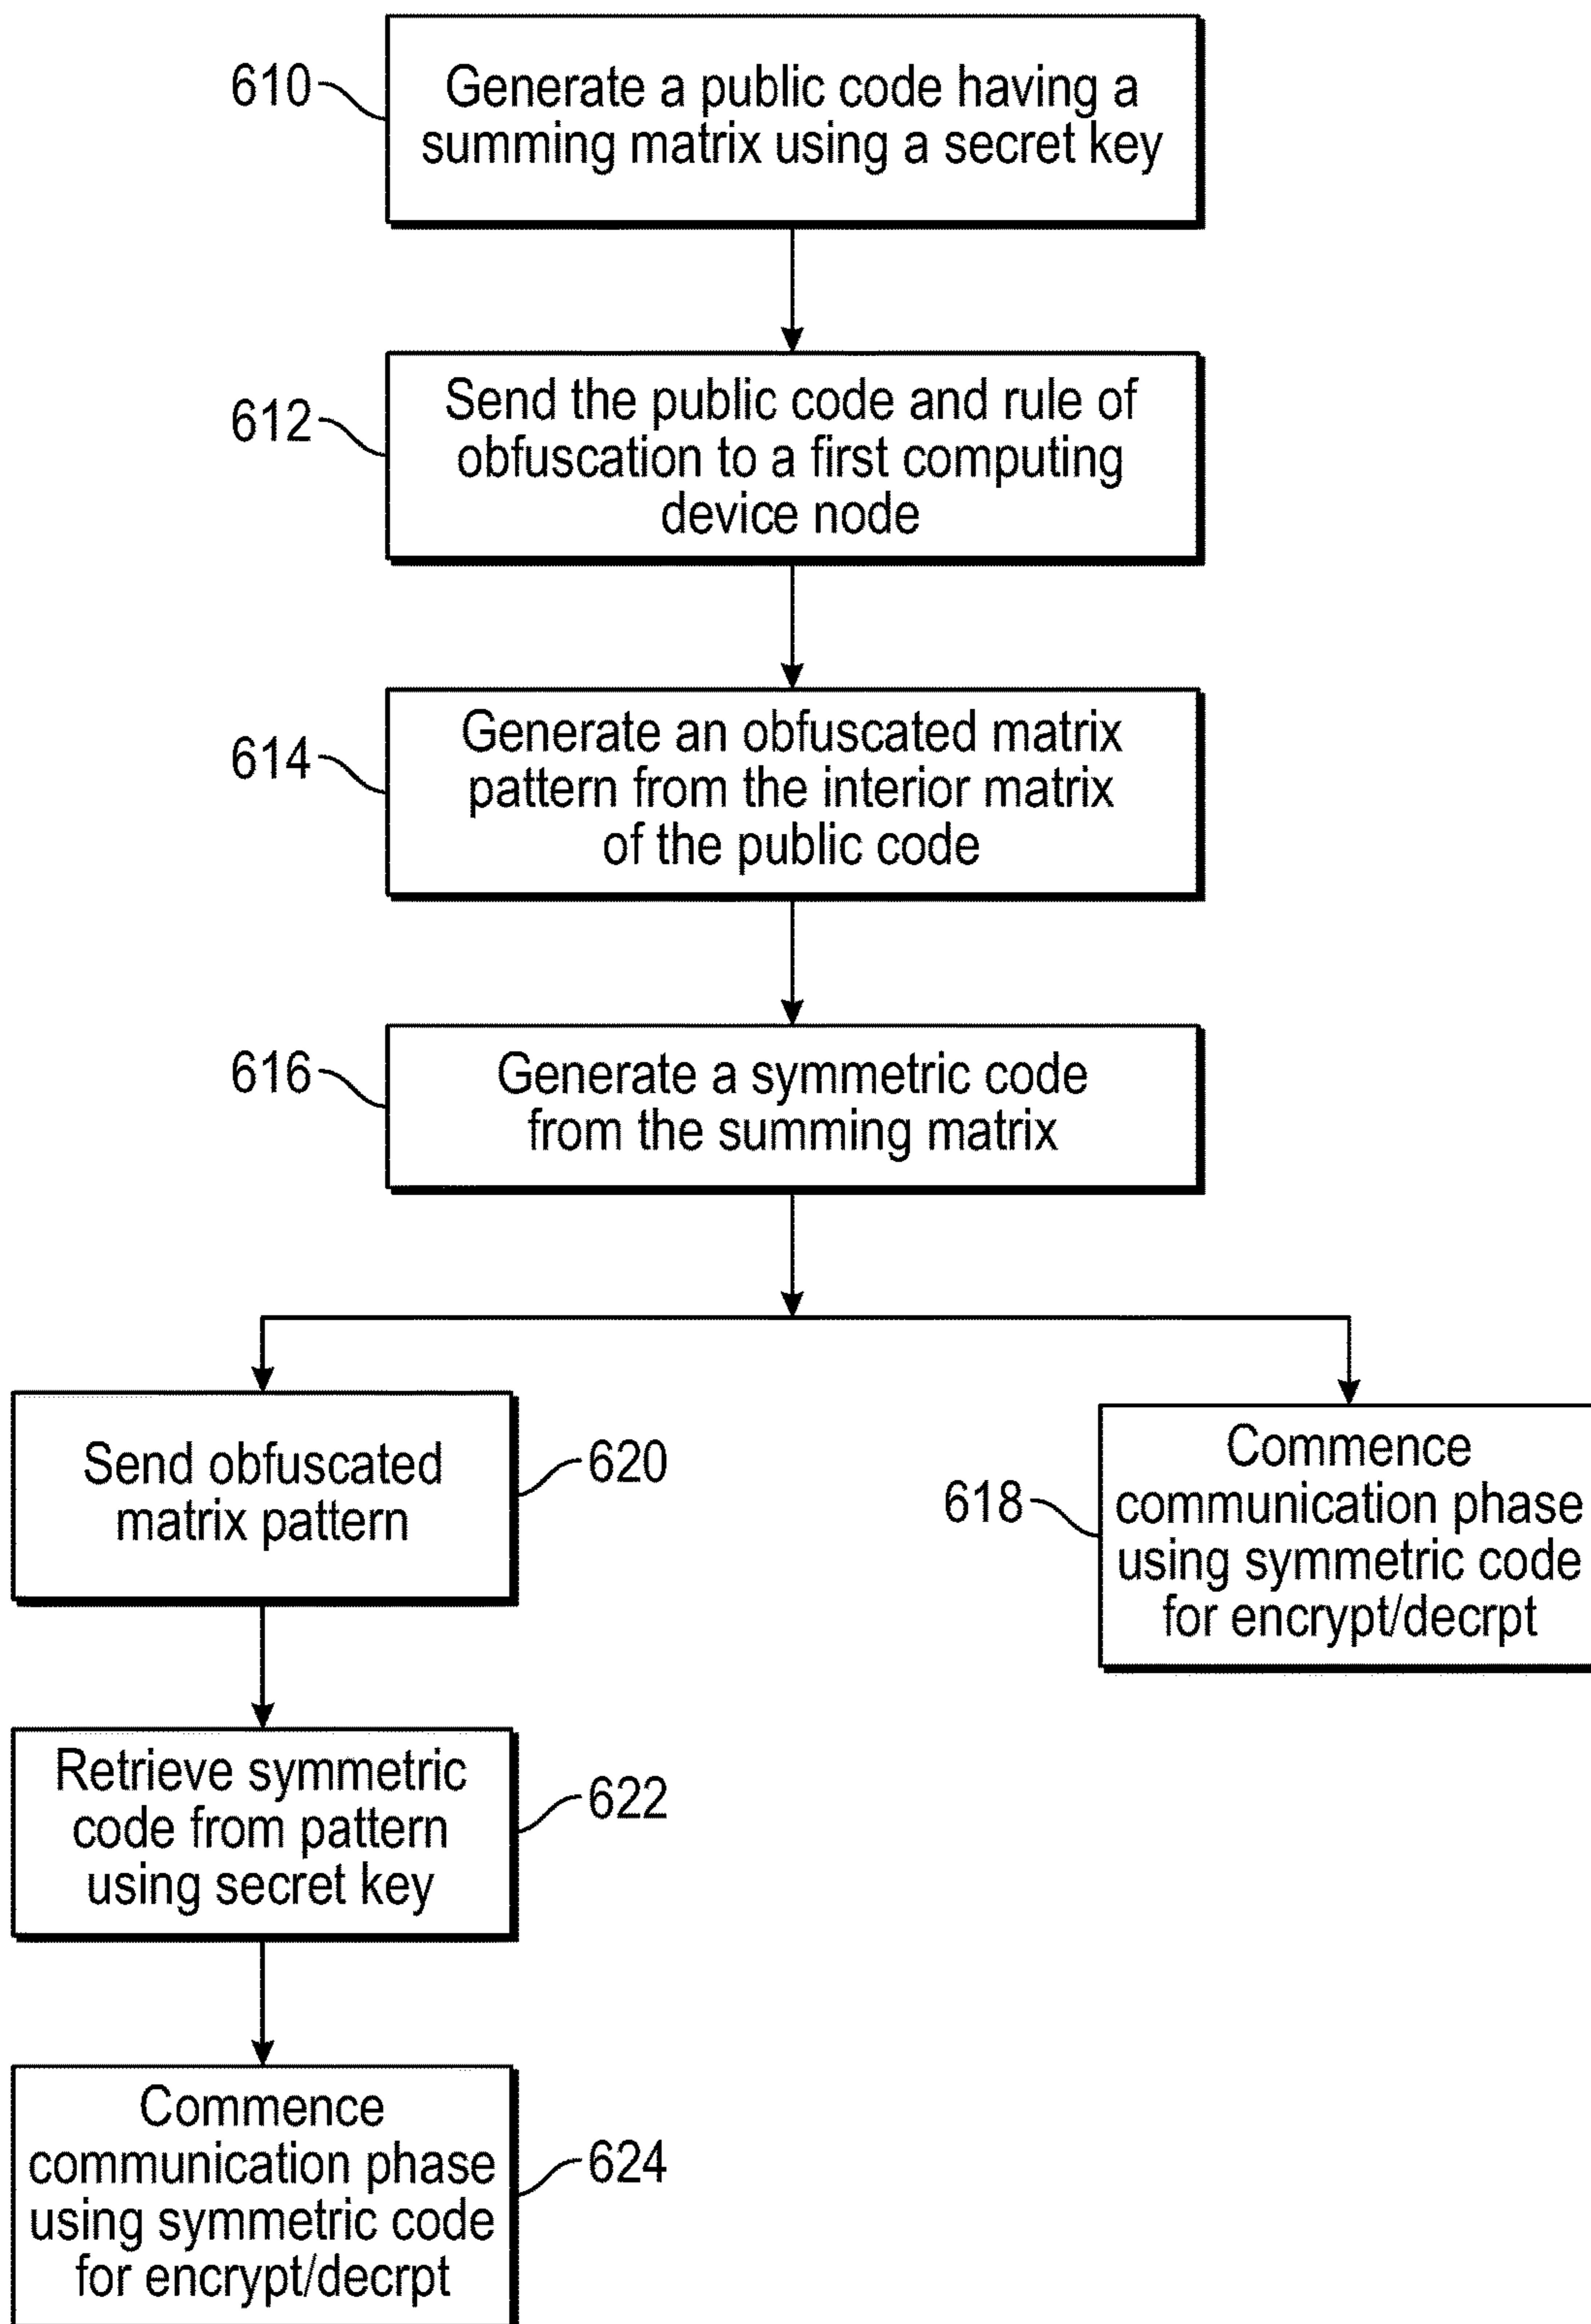 610
Generate a public code having a
summing matrix using a secret key
612
Send the public code and rule of
obfuscation to a first computing
device node
614
Generate an obfuscated matrix
pattern from the interior matrix
of the public code
616
Generate a symmetric code
from the summing matrix
Send obfuscated
matrix pattern
620
618
Commence
communication phase
using symmetric code
for encrypt/decrpt
Retrieve symmetric
code from pattern
using secret key
622
Commence
communication phase
using symmetric code
for encrypt/decrpt
624